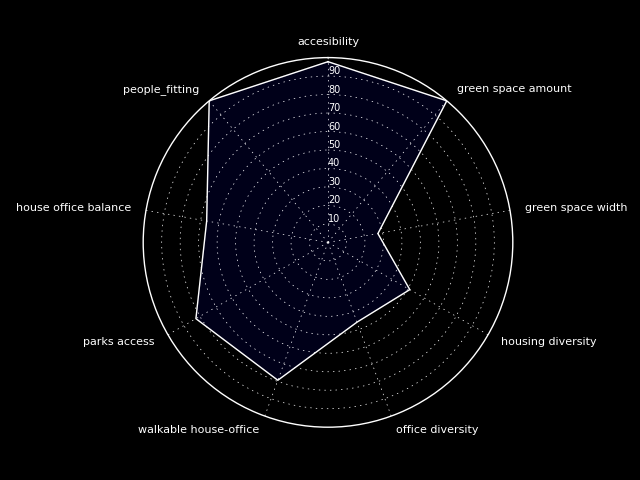 accesibility
90
people_fitting
green space amount
80
70
60
50
40
30
20
house office balance
green space width
10
parks access
housing diversity
walkable house-office
office diversity